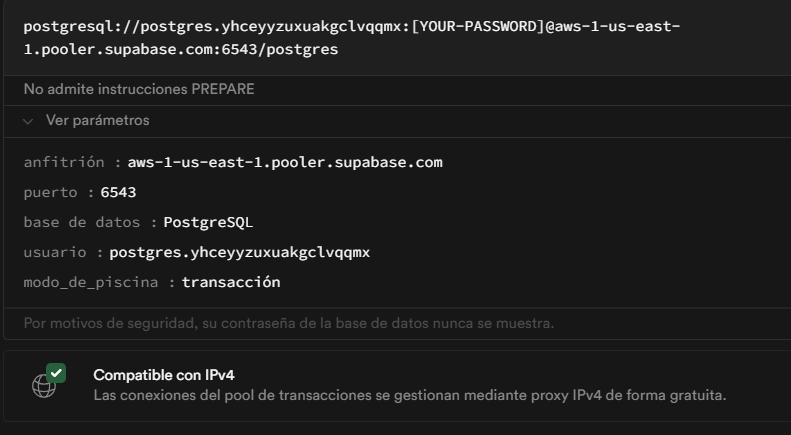 postgresql://postgres.yhceyyzuxuakgclvqqmx:[YOUR-PASSWORD]@aws-1-us-east-
1.pooler.supabase.com:6543/postgres
No admite instrucciones PREPARE
Ver parámetros
anfitrión : aws-1-us-east-1.pooler.supabase.com
puerto : 6543
base de datos : PostgreSQL
usuario : postgres.yhceyyzuxuakgclvqqmx
modo_de_piscina : transacción
Por motivos de seguridad, su contraseña de la base de datos nunca se muestra.
Compatible con IPv4
Las conexiones del pool de transacciones se gestionan mediante proxy IPv4 de forma gratuita.